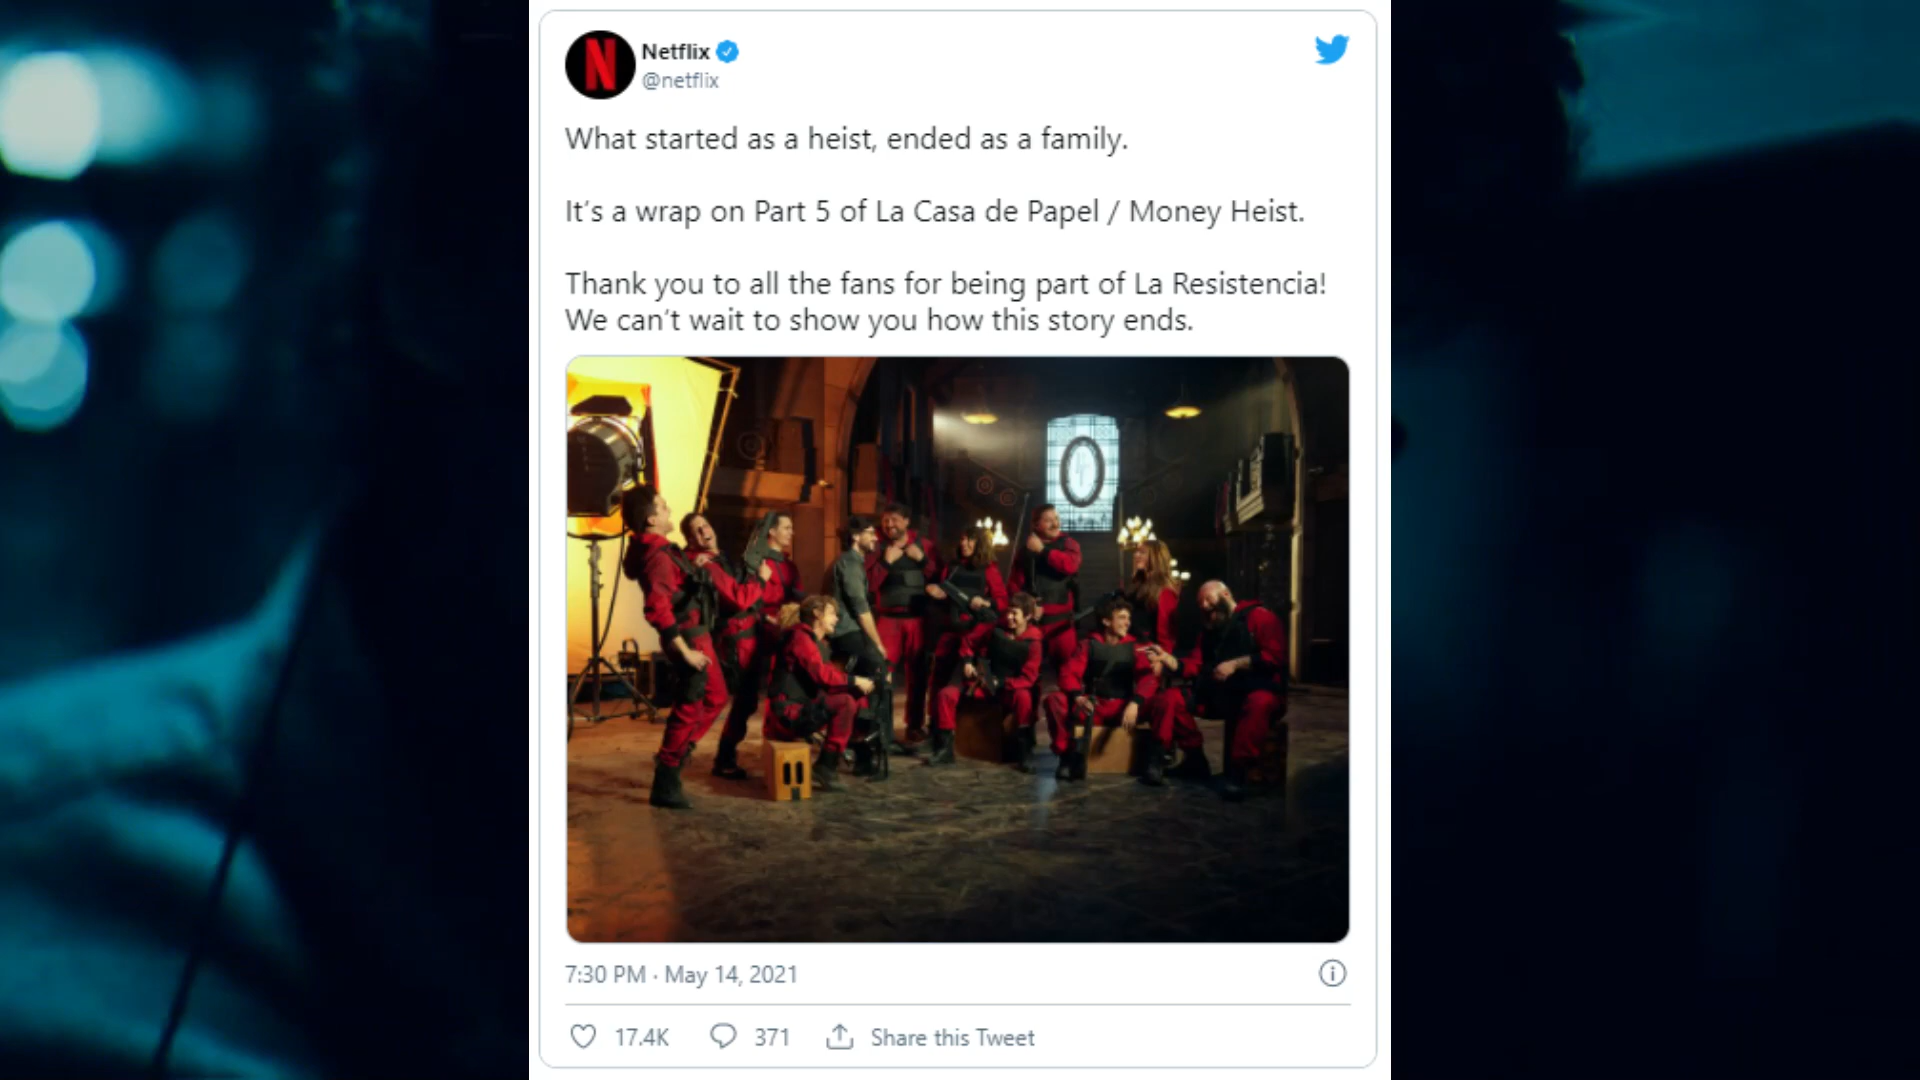 Netflix
@netflix
What started as a heist, ended as a family.
It's a wrap on Part 5 of La Casa de Papel / Money Heist.
Thank you to all the fans for being part of La Resistencia!
We can't wait to show you how this story ends.
7:30 PM · May 14, 2021
17.4K 371 Share this Tweet